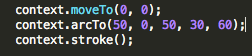 context.moveTo(0, 0);
context.arcTo(50, 0, 50, 30, 60);
context.stroke();